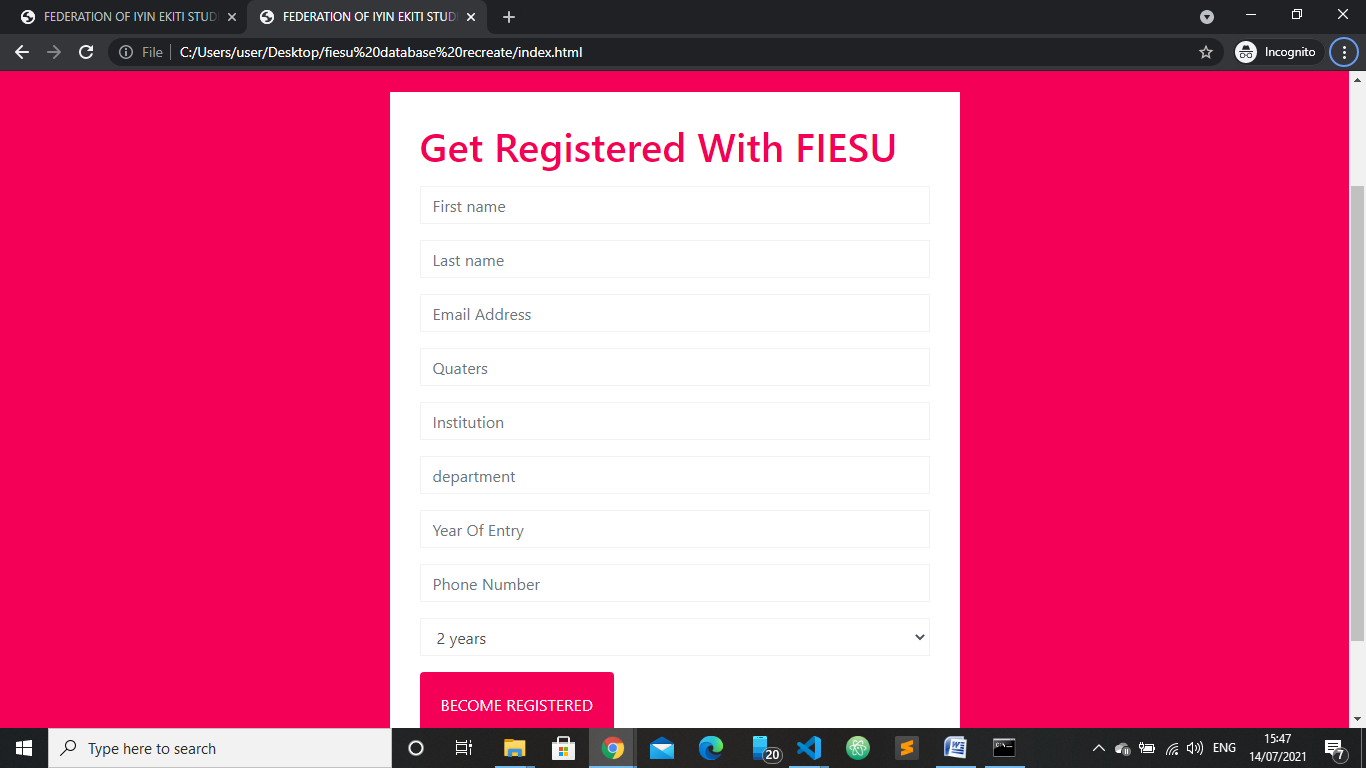 FEDERATION OF IYIN EKITI STUD
FEDERATION OF IYIN EKITI STUD
File
C:/Users/user/Desktop/fiesu%20database%20recreate/index.html
Incognito
Get Registered With FIESU
First name
Last name
Email Address
Quaters
Institution
department
Year Of Entry
Phone Number
2 years
BECOME REGISTERED
Type here to search
20
ENG
15:47
14/07/2021
7